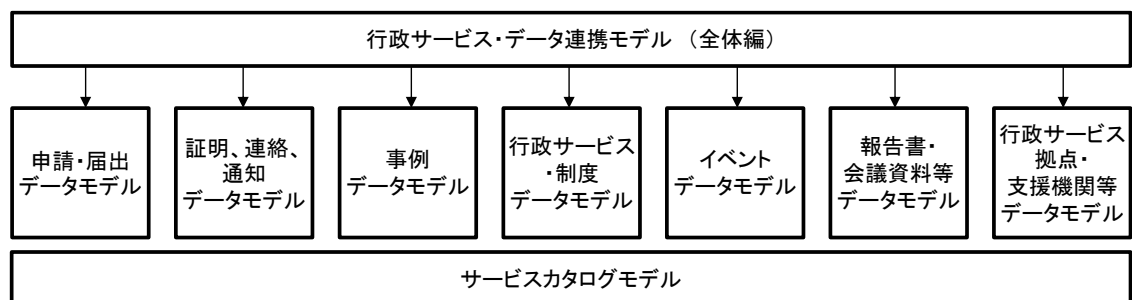 行政サービス・データ連携モデル （全体編）
申請・届出
データモデル
証明、連絡、
通知
データモデル
事例
データモデル
行政サービス
・制度
データモデル
イベント
データモデル
報告書・
会議資料等
データモデル
行政サービス
拠点・
支援機関等
データモデル
サービスカタログモデル